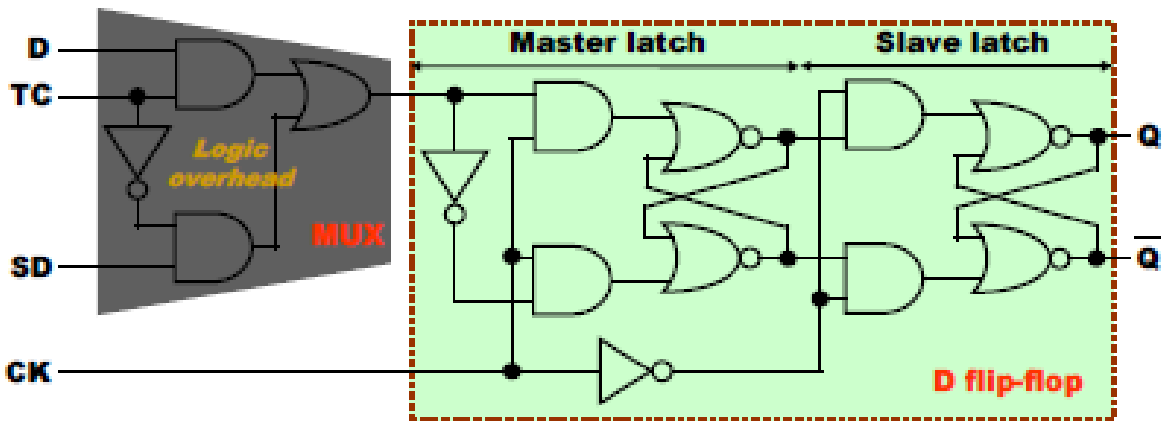 Master latch
Slave latch
D
TC
Logic
overhead
MUX
SD
Q
Q
CK
D flip-flop